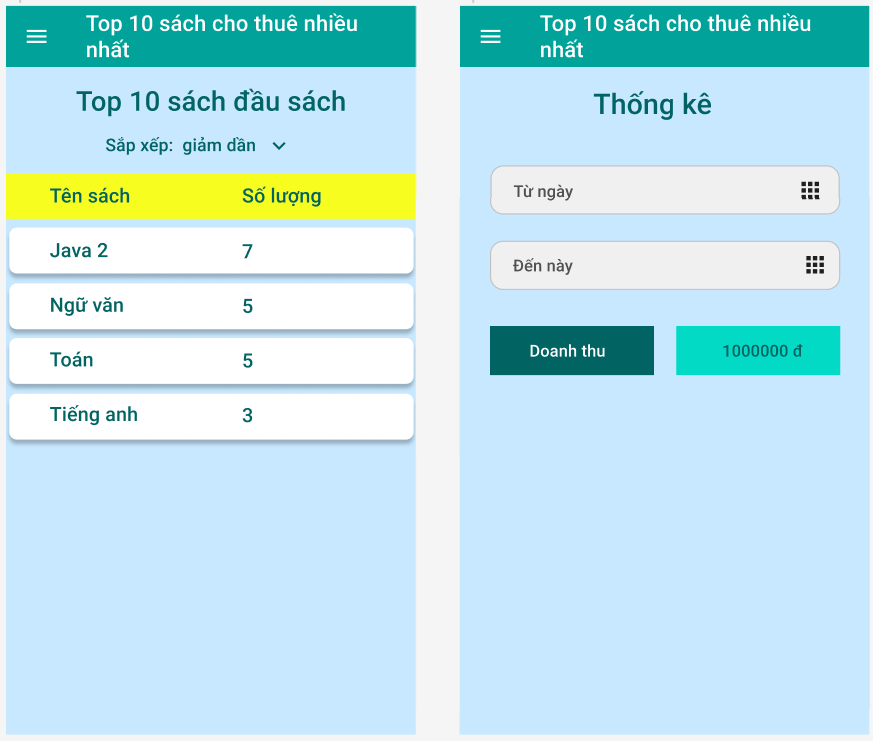 Top 10 sách cho thuê nhiều
nhất
Top 10 sách đầu sách
Sắp xếp: giảm dần
Tên sách Số lượng
Java 2 7
Ngữ văn 5
Toán 5
Tiếng anh 3
Top 10 sách cho thuê nhiều
nhất
Thống kê
Từ ngày
Đến này
Doanh thu 1000000 đ